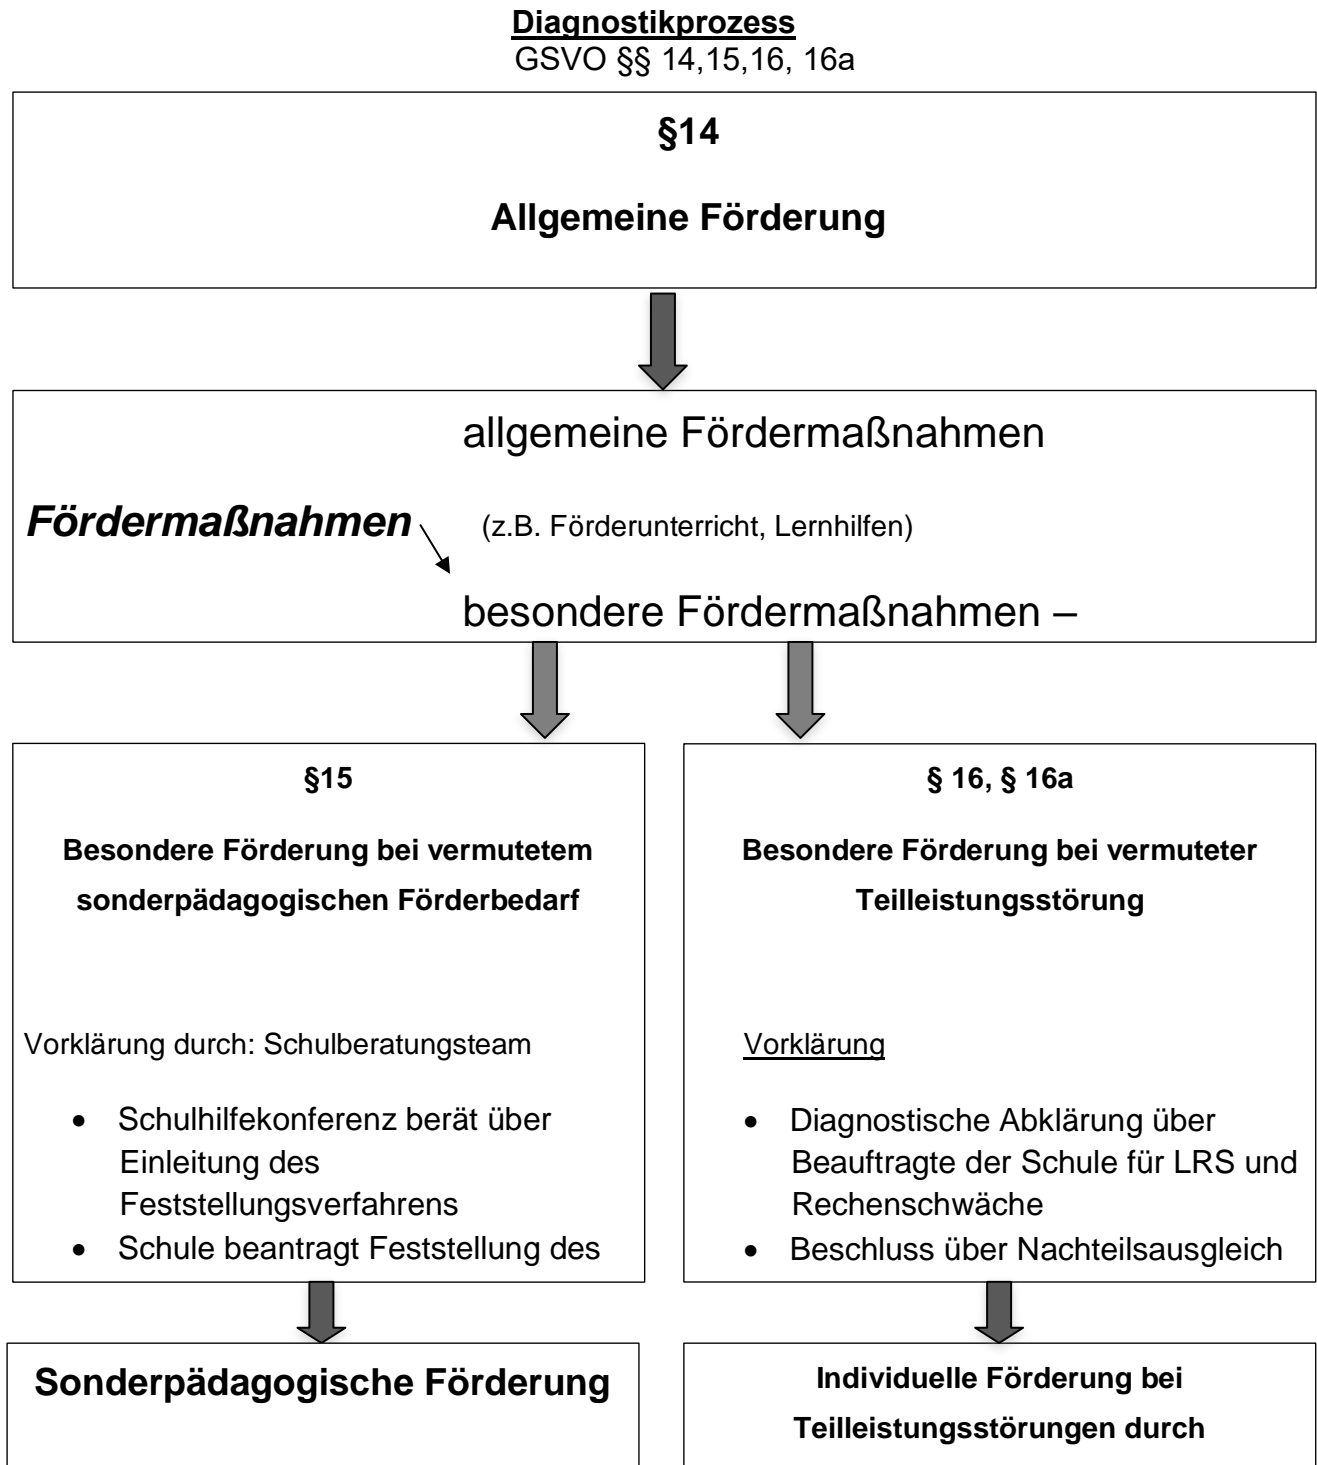 Diagnostikprozess
GSVO §§ 14,15,16, 16a
§14
Allgemeine Förderung
allgemeine Fördermaßnahmen
Fördermaßnahmen (z.B. Förderunterricht, Lernhilfen)
besondere Fördermaßnahmen –
§15
Besondere Förderung bei vermutetem
sonderpädagogischen Förderbedarf
Vorklärung durch: Schulberatungsteam
• Schulhilfekonferenz berät über
Einleitung des
Feststellungsverfahrens
• Schule beantragt Feststellung des
§ 16, § 16a
Besondere Förderung bei vermuteter
Teilleistungsstörung
Vorklärung
• Diagnostische Abklärung über
Beauftragte der Schule für LRS und
Rechenschwäche
• Beschluss über Nachteilsausgleich
Sonderpädagogische Förderung
Individuelle Förderung bei
Teilleistungsstörungen durch